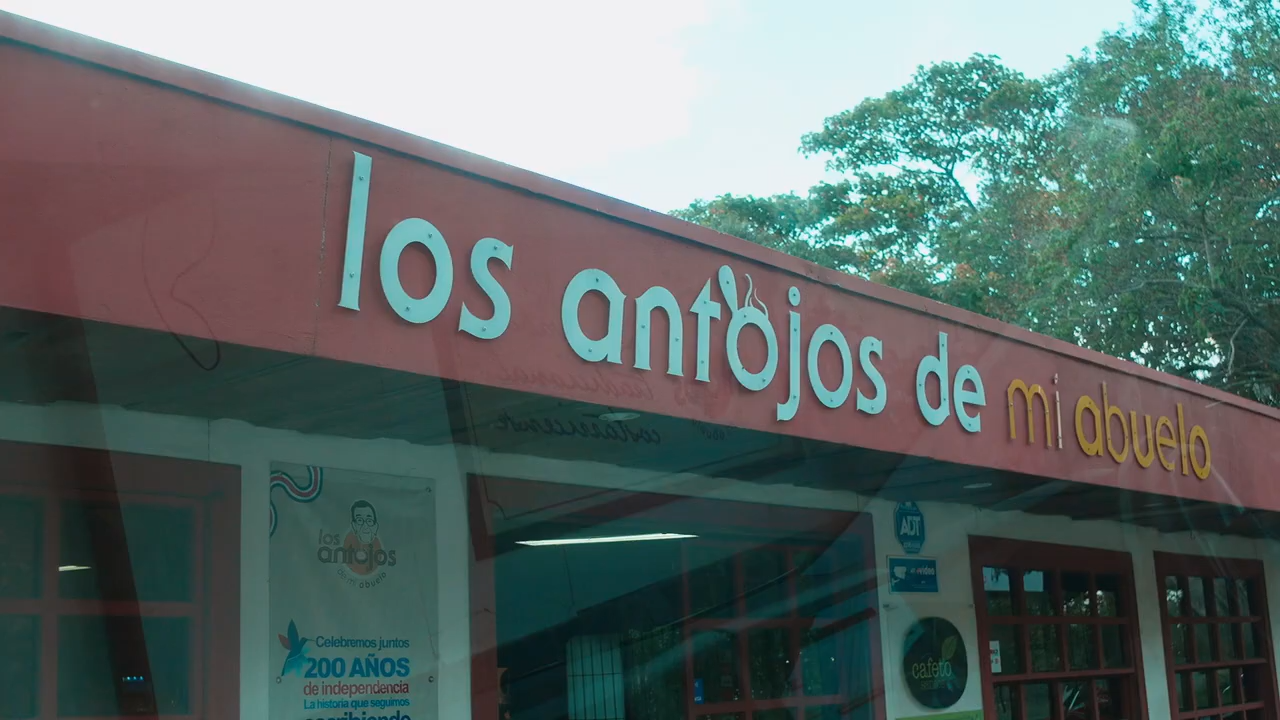 los antojos de mi abuelo
los
antojos
de mi abuelo
Celebremos juntos
200 AÑOS
de independencia
La historia que seguimos
escribiendo
ADT
cafeto